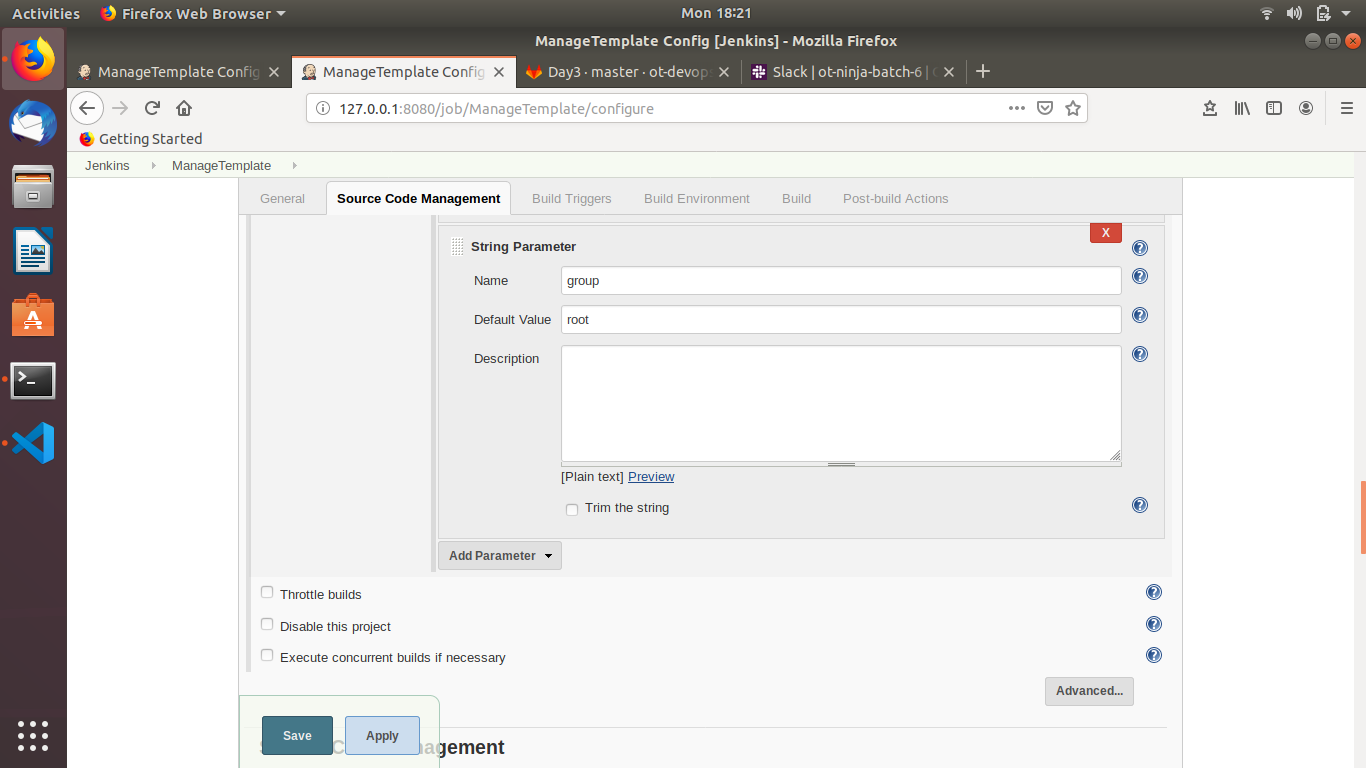 Activities Firefox Web Browser Mon 18:21
ManageTemplate Config [Jenkins] - Mozilla Firefox
ManageTemplate Config ManageTemplate Config Day3 · master · ot-devop Slack | ot-ninja-batch-6 |
127.0.0.1:8080/job/ManageTemplate/configure
Getting Started
Jenkins ManageTemplate
General Source Code Management Build Triggers Build Environment Build Post-build Actions
X
String Parameter
Name group
Default Value root
Description
[Plain text] Preview
Trim the string
Add Parameter
Throttle builds
Disable this project
Execute concurrent builds if necessary
Advanced...
Save Apply
agement